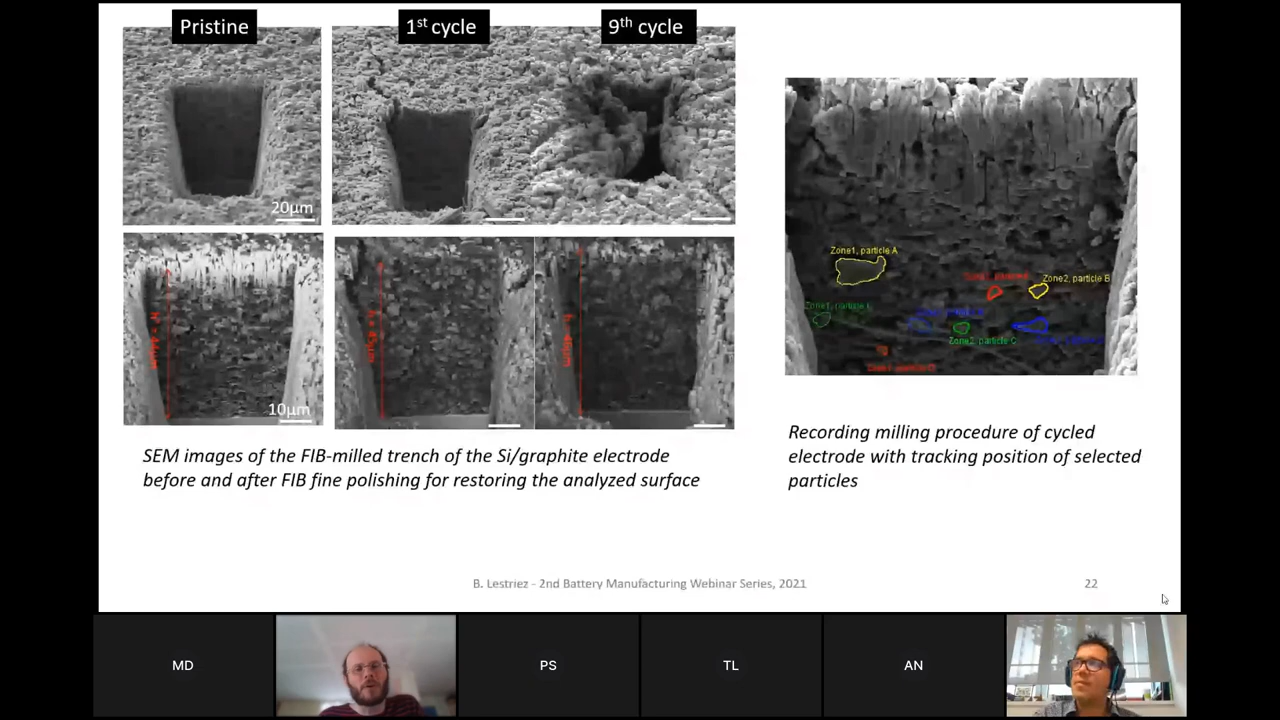 Pristine
1st cycle
9th cycle
20µm
10µm
Zone1, particle A
Zone2, particle B
Zone2, particle C
SEM images of the FIB-milled trench of the Si/graphite electrode
before and after FIB fine polishing for restoring the analyzed surface
Recording milling procedure of cycled
electrode with tracking position of selected
particles
B. Lestriez - 2nd Battery Manufacturing Webinar Series, 2021
22
MD
PS
TL
AN